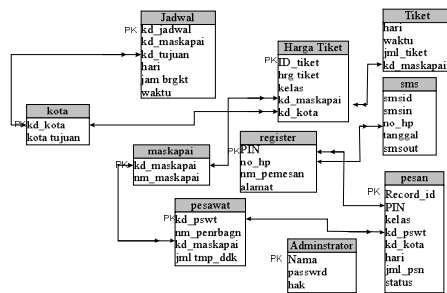 Jadwal
PK kd_jadwal
kd_maskapai
kd_tujuan
hari
jam brgkt
waktu
Harga Tiket
PK ID_tiket
hrg tiket
kelas
kd_maskapai
kd_kota
Tiket
hari
waktu
jml_tiket
kd_maskapai
sms
smsid
smsin
no_hp
tanggal
smsout
kota
PK kd_kota
kota tujuan
maskapai
PK kd_maskapai
nm_maskapai
register
PK PIN
no_hp
nm_pemesan
alamat
pesan
PK Record_id
PIN
kelas
kd_pswt
kd_kota
hari
jml_psn
status
pesawat
PK kd_pswt
nm_penrbagn
kd_maskapai
jml tmp_ddk
Adminstrator
PK Nama
passwrd
hak